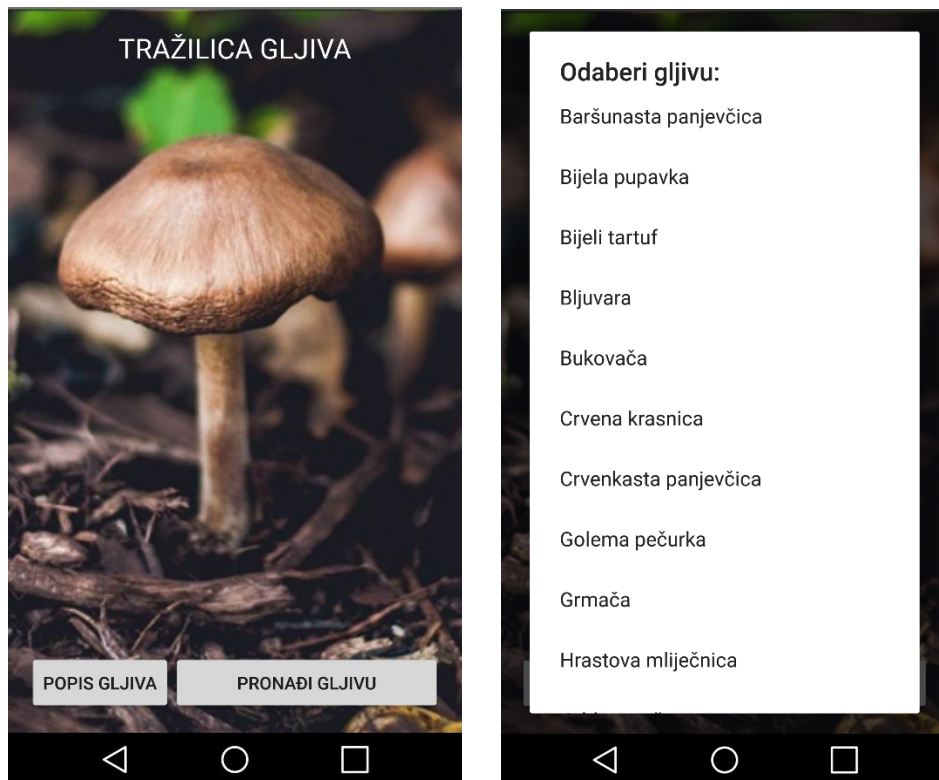 TRAŽILICA GLJIVA
POPIS GLJIVA
PRONAĐI GLJIVU
Odaberi gljivu:
Baršunasta panjevčica
Bijela pupavka
Bijeli tartuf
Bljuvara
Bukovača
Crvena krasnica
Crvenkasta panjevčica
Golema pečurka
Grmača
Hrastova mliječnica